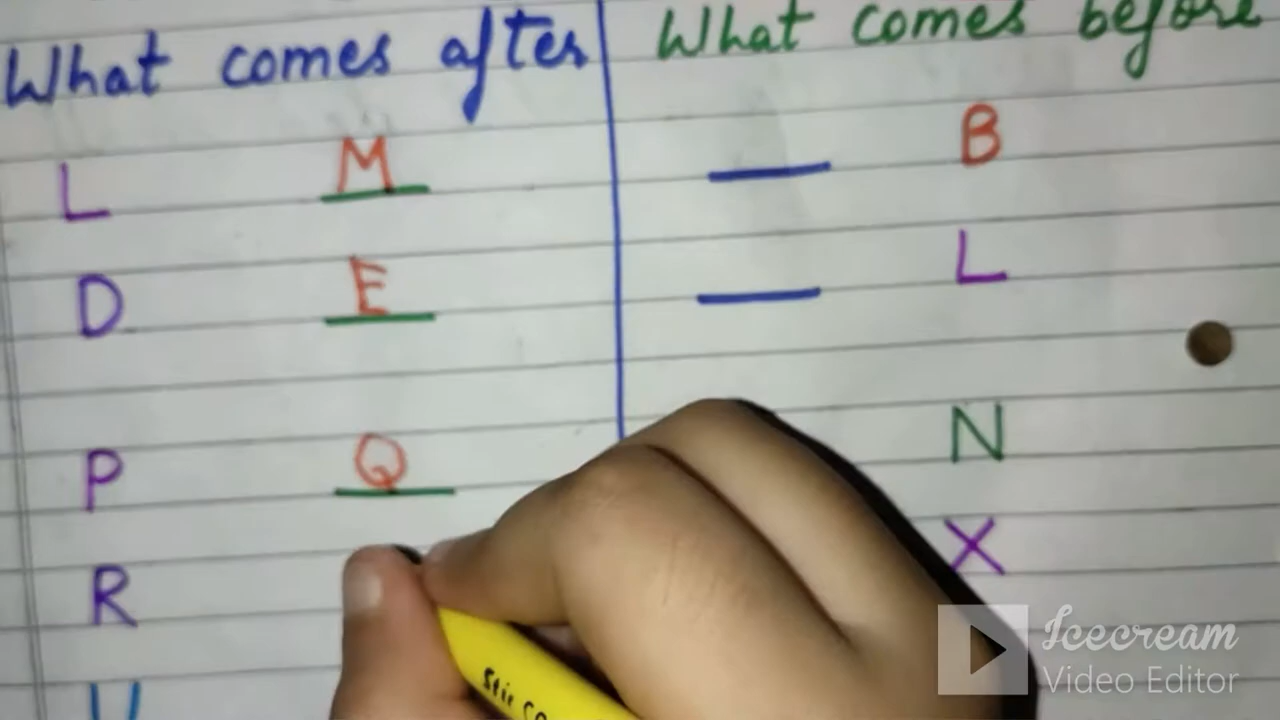 What comes after
L M
D E
P Q
R
What comes before
B
L
N
X
Icecream
Video Editor